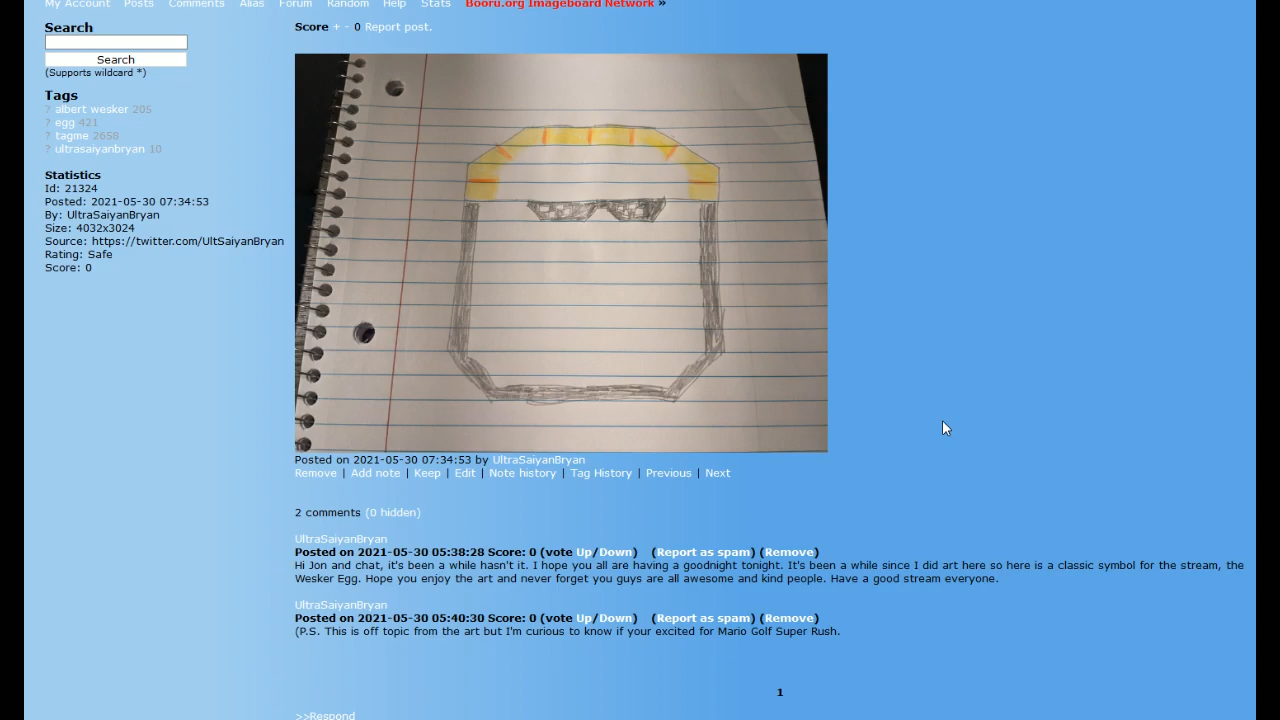 My Account Posts Comments Alias Forum Random Help Stats Booru.org Imageboard Network »
Search
Search
(Supports wildcard *)
Tags
? albert wesker 205
? egg 421
? tagme 2658
? ultrasaiyanbryan 10
Statistics
Id: 21324
Posted: 2021-05-30 07:34:53
By: UltraSaiyanBryan
Size: 4032x3024
Source: https://twitter.com/UltSaiyanBryan
Rating: Safe
Score: 0
Score + - 0 Report post.
Posted on 2021-05-30 07:34:53 by UltraSaiyanBryan
Remove | Add note | Keep | Edit | Note history | Tag History | Previous | Next
2 comments (0 hidden)
UltraSaiyanBryan
Posted on 2021-05-30 05:38:28 Score: 0 (vote Up/Down) (Report as spam) (Remove)
Hi Jon and chat, it's been a while hasn't it. I hope you all are having a goodnight tonight. It's been a while since I did art here so here is a classic symbol for the stream, the
Wesker Egg. Hope you enjoy the art and never forget you guys are all awesome and kind people. Have a good stream everyone.
UltraSaiyanBryan
Posted on 2021-05-30 05:40:30 Score: 0 (vote Up/Down) (Report as spam) (Remove)
(P.S. This is off topic from the art but I'm curious to know if your excited for Mario Golf Super Rush.
1
>>Respond